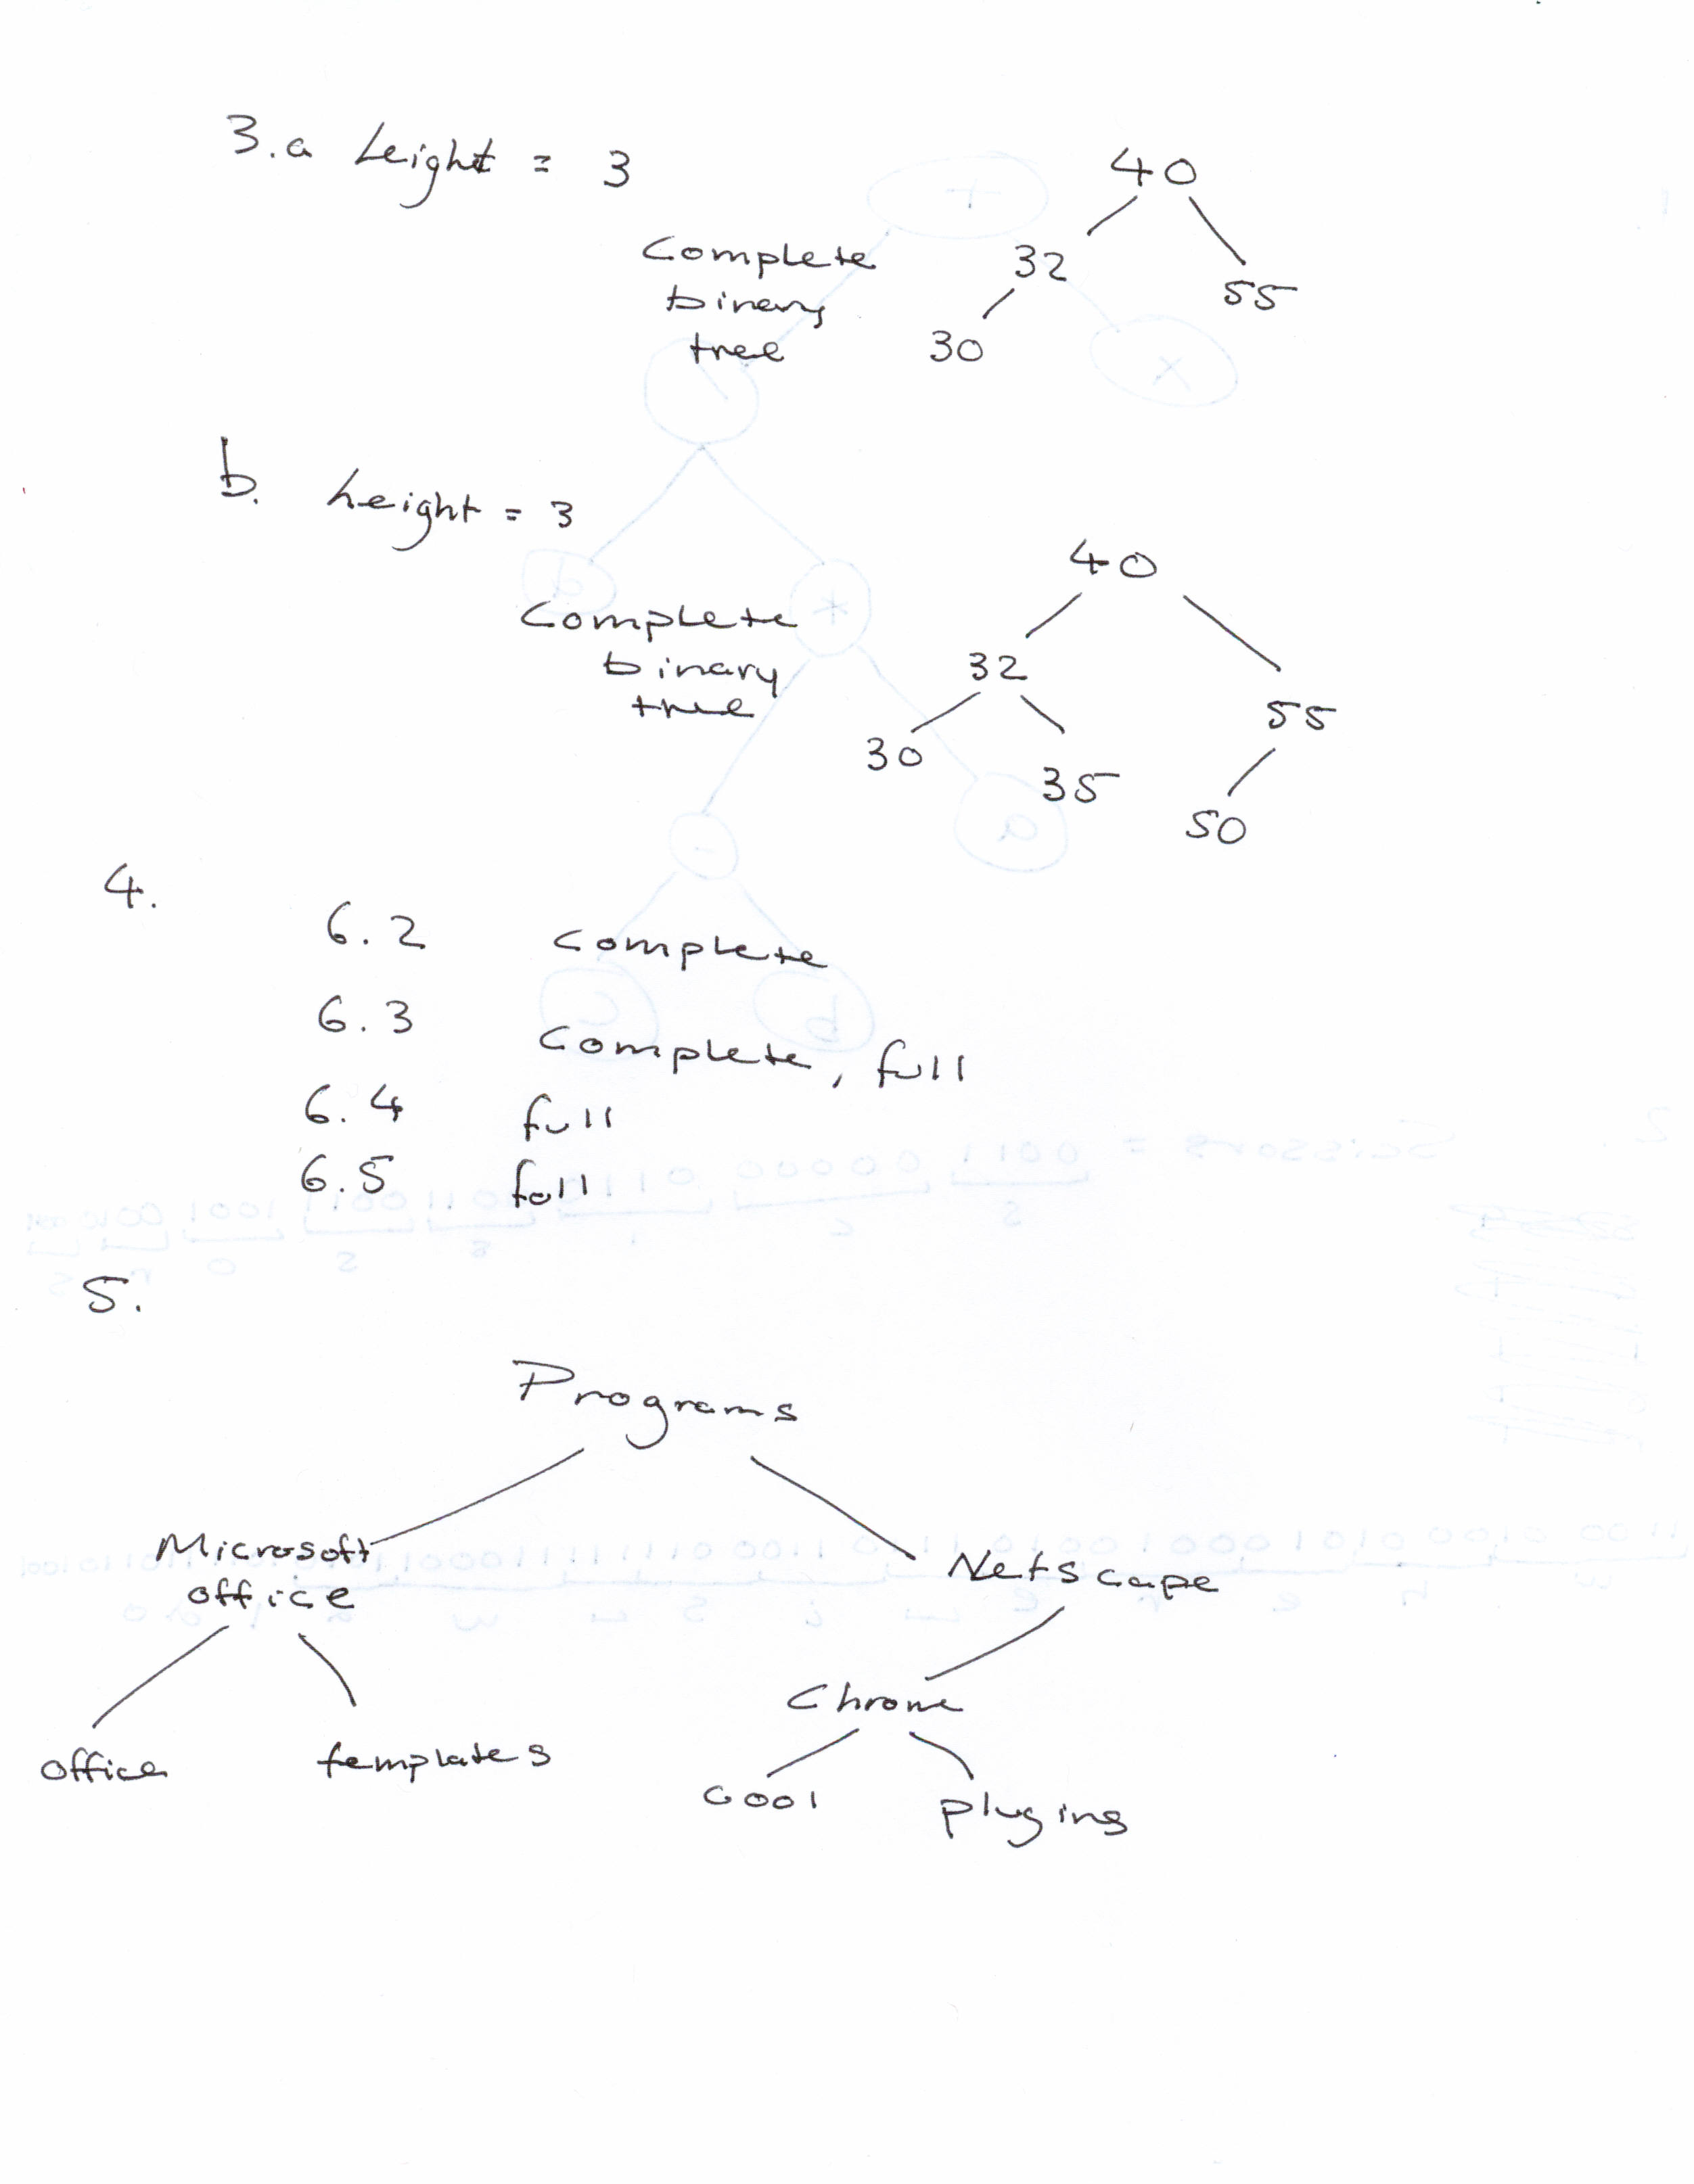 3.a height = 3
40
Complete
32
55
binary
tree
30
b. height = 3
40
Complete
32
binary
55
tree
30
35
50
4.
6.2 Complete
6.3 Complete, full
6.4 full
6.5 full
5.
Programs
Microsoft
Netscape
office
Chrome
office templates
Cool plugins